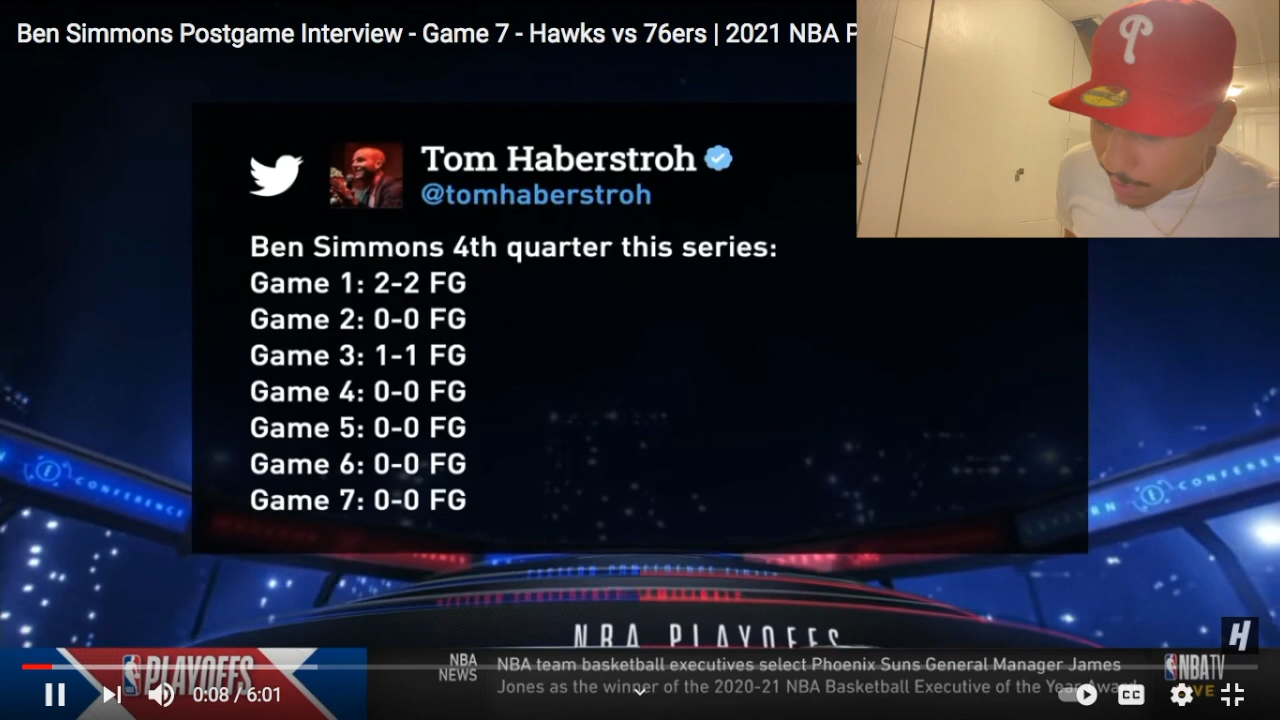 Ben Simmons Postgame Interview - Game 7 - Hawks vs 76ers | 2021 NBA P
P
Tom Haberstroh
@tomhaberstroh
Ben Simmons 4th quarter this series:
Game 1: 2-2 FG
Game 2: 0-0 FG
Game 3: 1-1 FG
Game 4: 0-0 FG
Game 5: 0-0 FG
Game 6: 0-0 FG
Game 7: 0-0 FG
CONFERENCE
CONFEREN
NBA PLAYOFFS
H
PLAYOFFS
NBA
NEWS
NBA team basketball executives select Phoenix Suns General Manager James
Jones as the winner of the 2020-21 NBA Basketball Executive of the Year Award
NBATV
0:08 / 6:01
CC